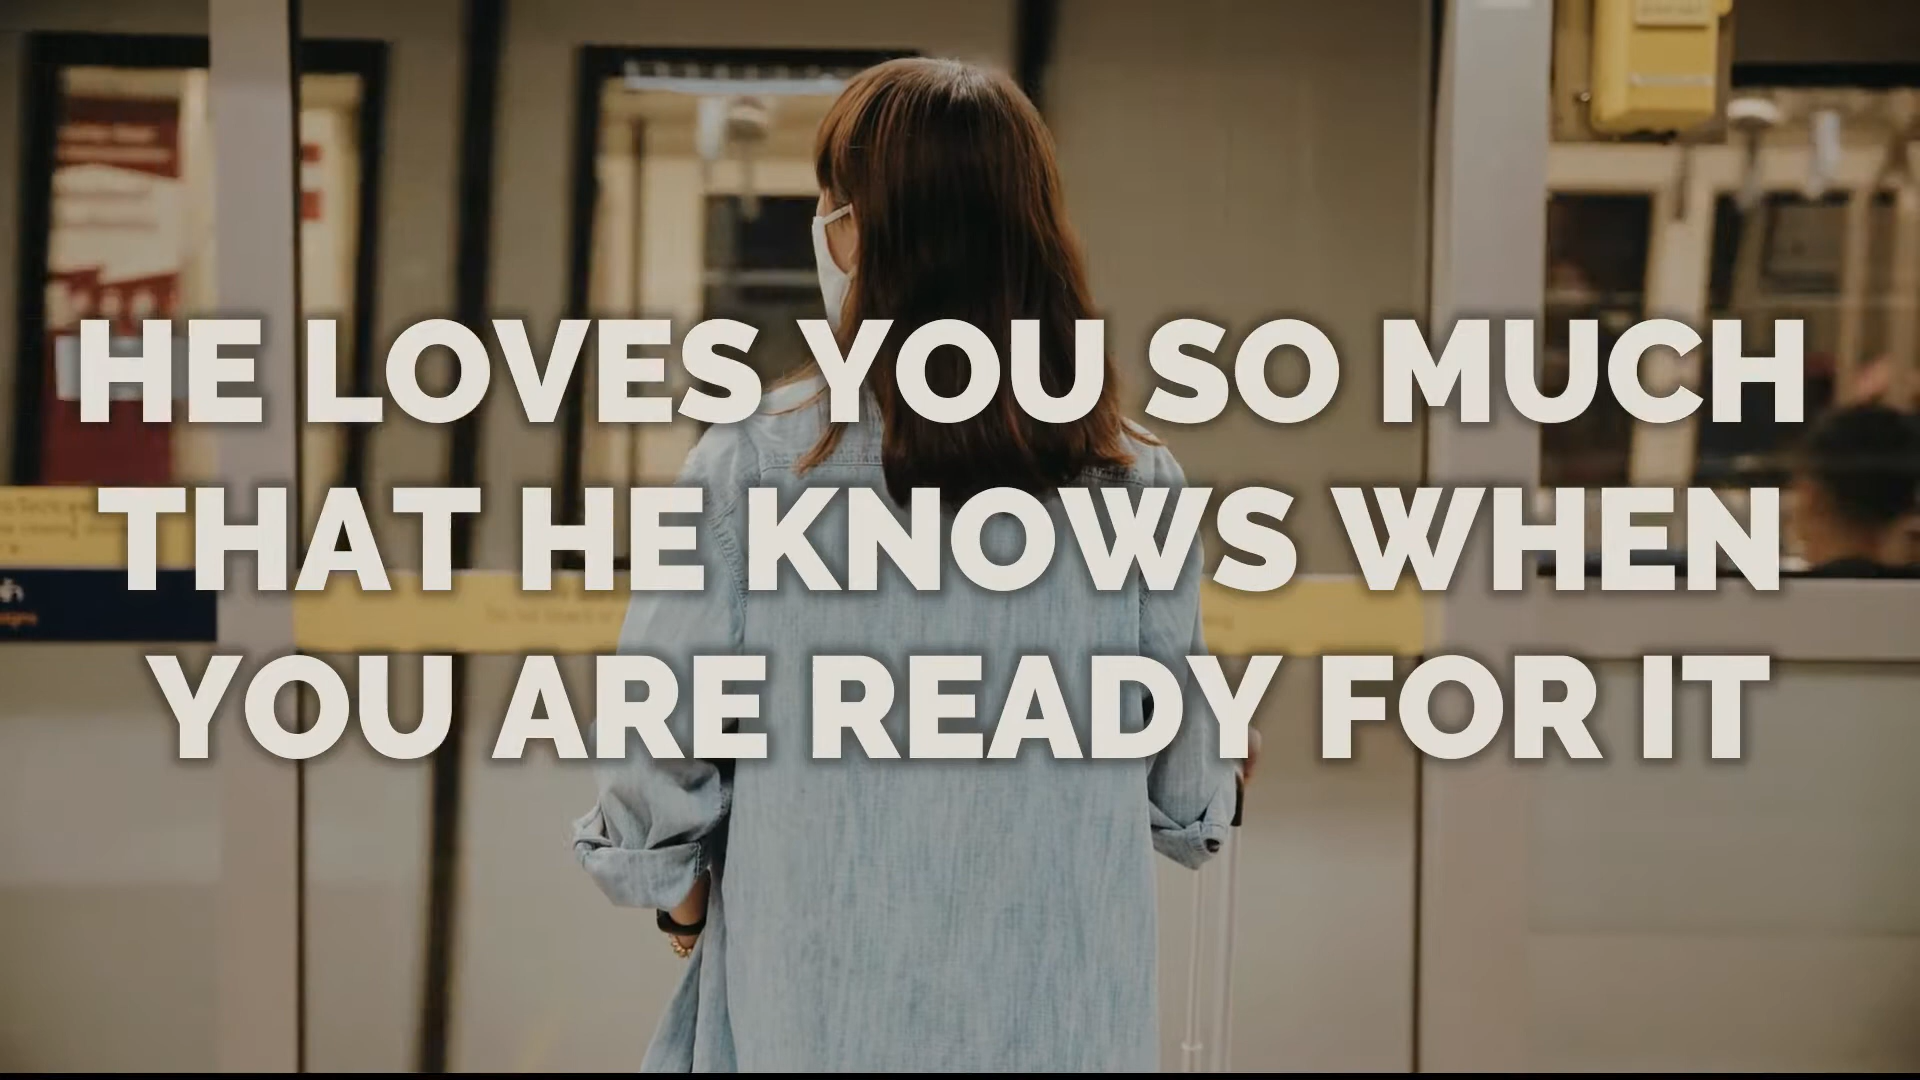 HE LOVES YOU SO MUCH
THAT HE KNOWS WHEN
YOU ARE READY FOR IT